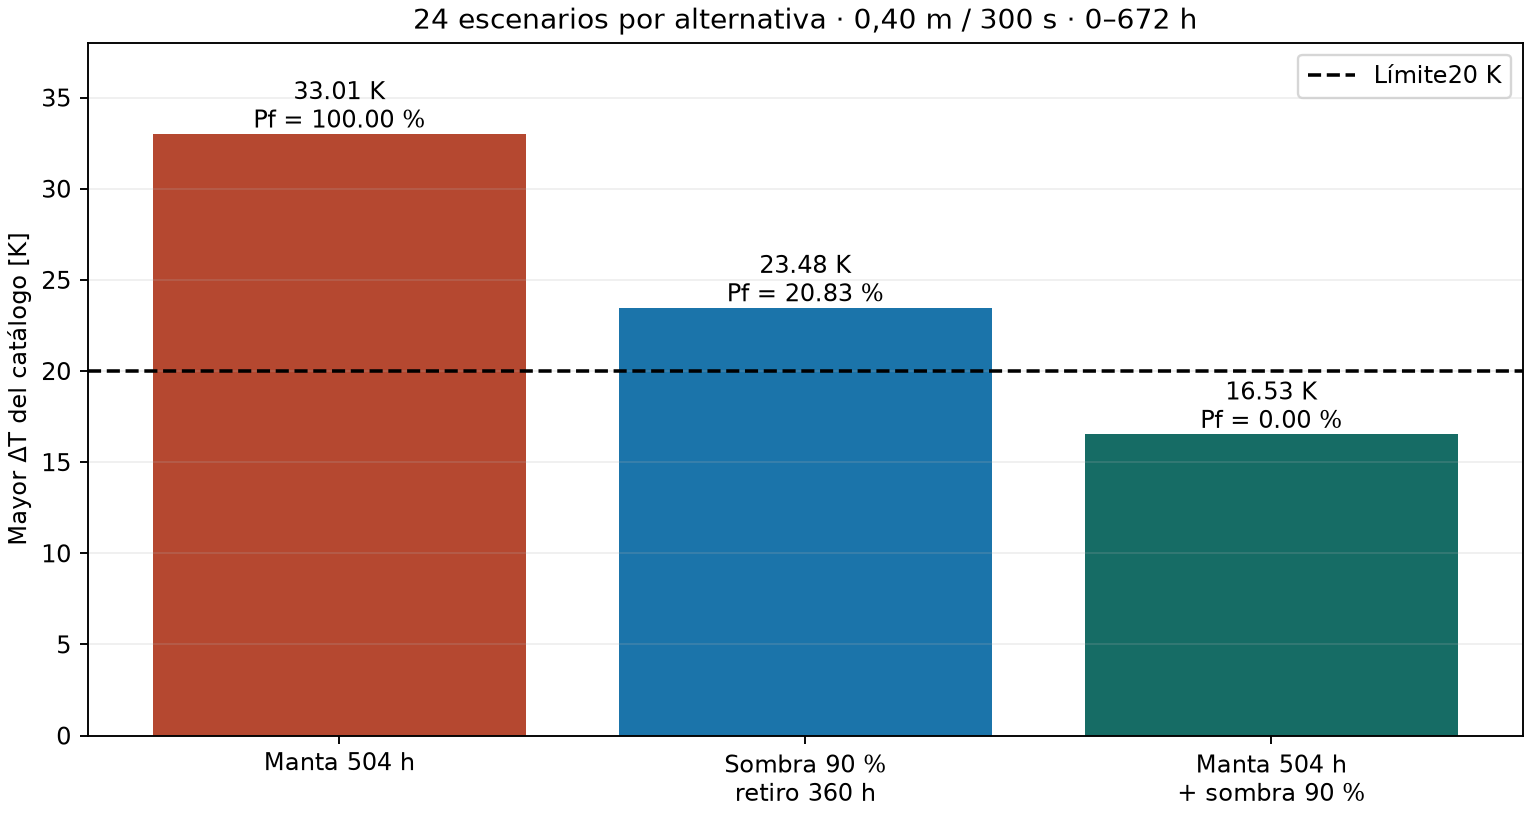 24 escenarios por alternativa · 0,40 m / 300 s · 0–672 h
Límite20 K
Mayor ΔT del catálogo [K]
35
30
25
20
15
10
5
0
33.01 K
Pf = 100.00 %
23.48 K
Pf = 20.83 %
16.53 K
Pf = 0.00 %
Manta 504 h
Sombra 90 %
retiro 360 h
Manta 504 h
+ sombra 90 %